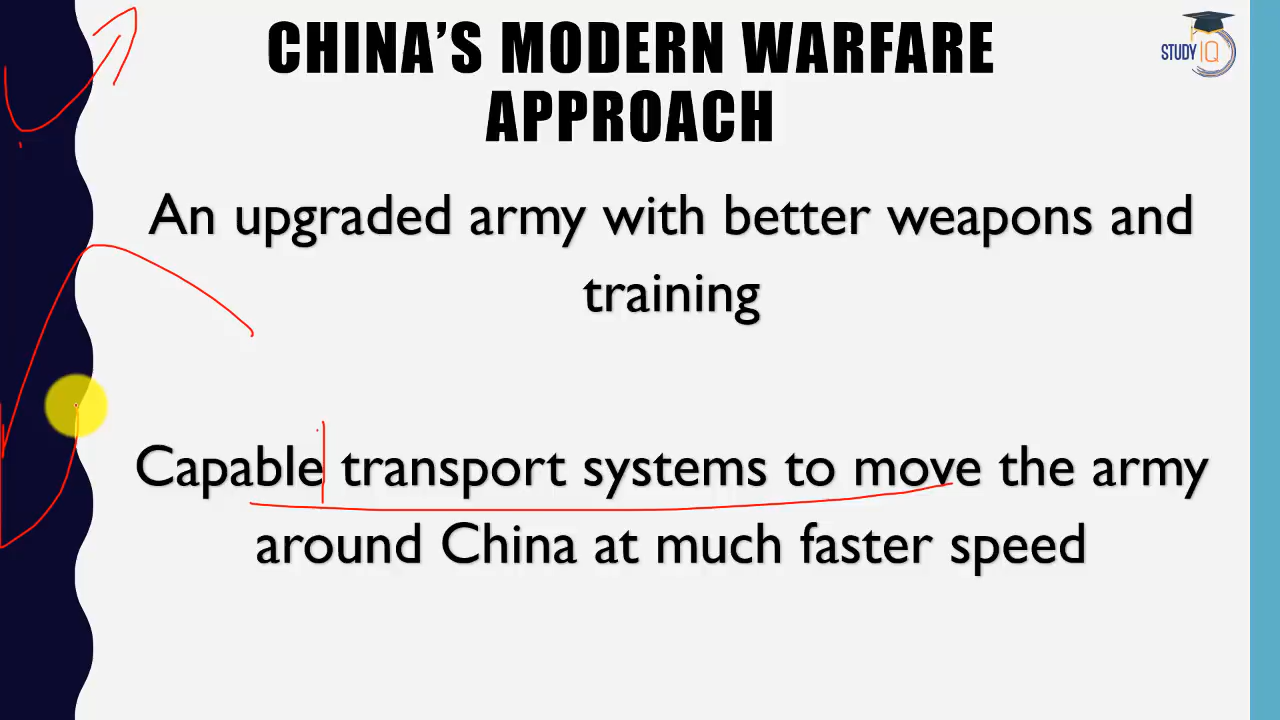 CHINA'S MODERN WARFARE
APPROACH
STUDY IQ
An upgraded army with better weapons and
training
Capable transport systems to move the army
around China at much faster speed